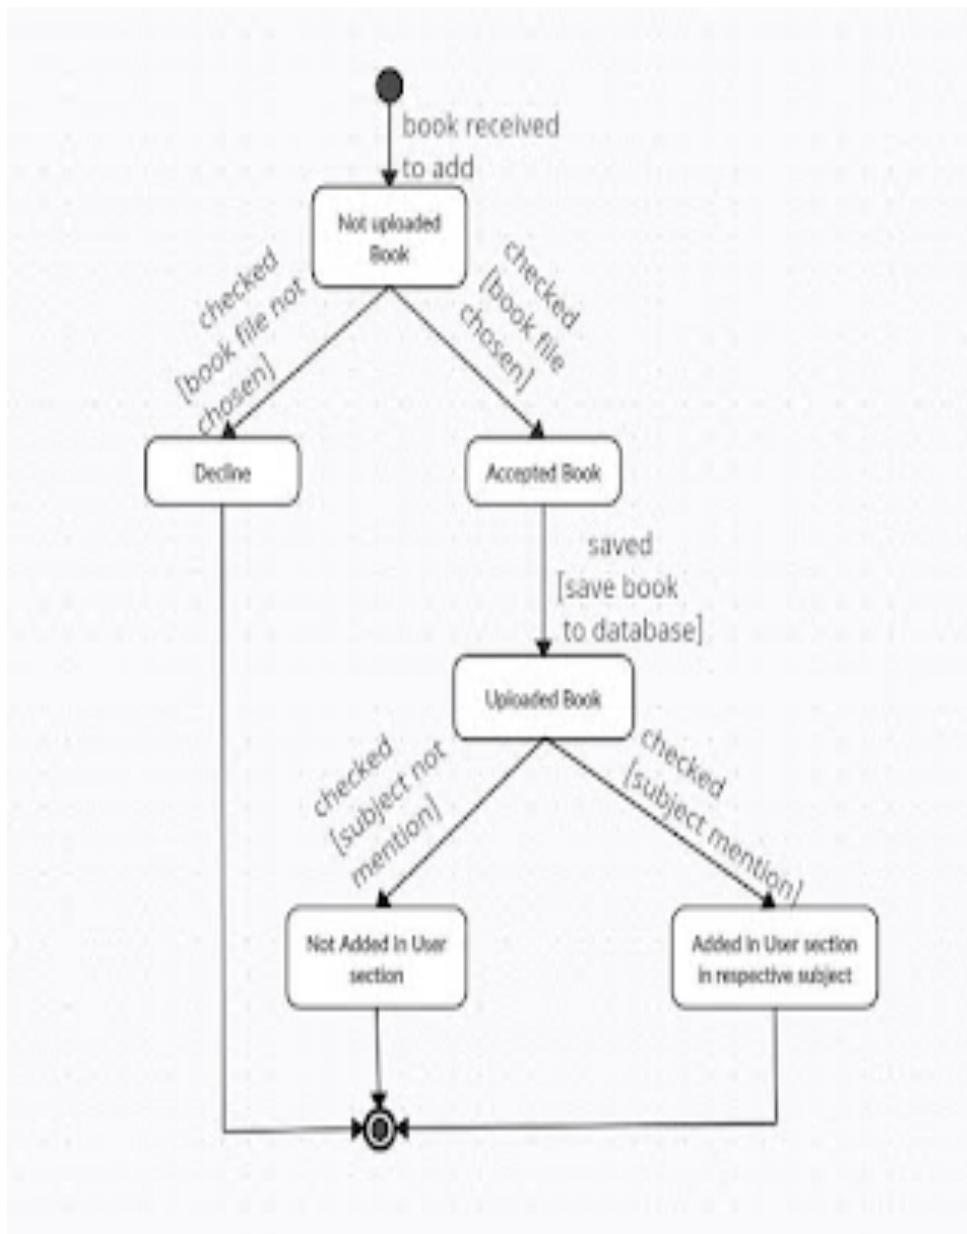 book received
to add
Not uploaded
Book
checked
[book file not
chosen]
checked
[book file
chosen]
Decline
Accepted Book
saved
[save book
to database]
Uploaded Book
checked
[subject not
mention]
checked
[subject mention]
Not Added in User
section
Added in User section
in respective subject